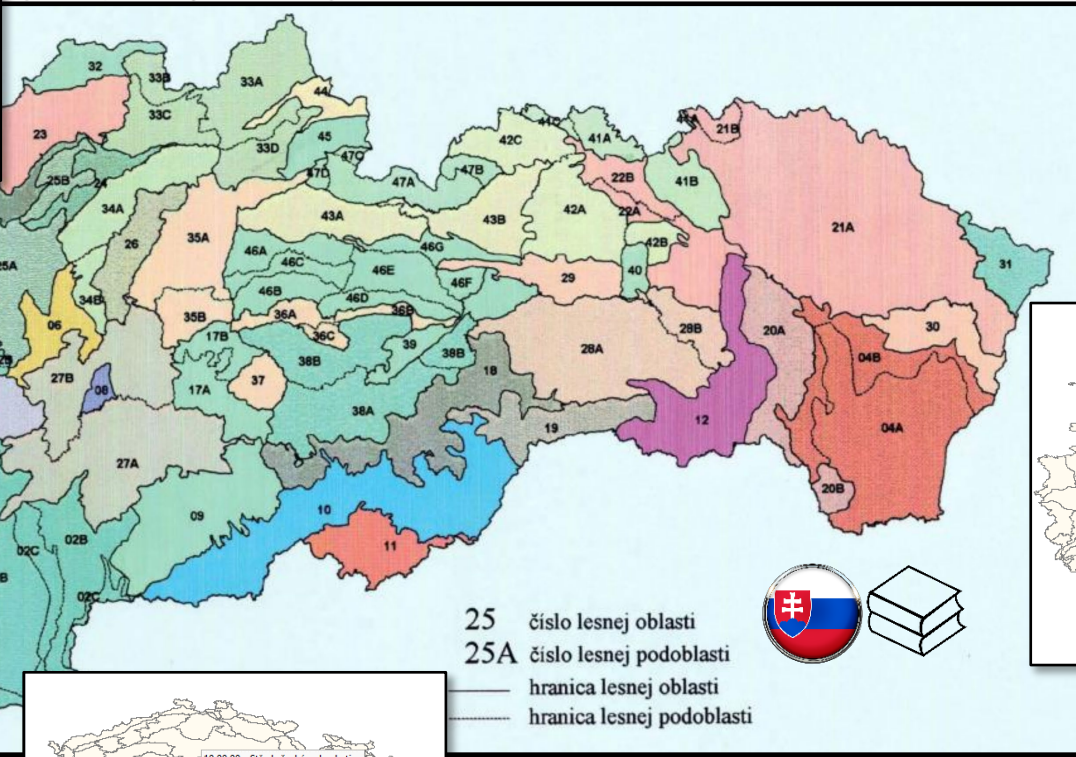 32
33B
33A
44
33C
23
45
33D
47C
47D
25B
24
47A
47B
42C
41C
41A
21B
22B
41B
22A
34A
26
35A
43A
43B
42A
21A
46A
46C
46G
42B
46E
46F
29
40
31
46B
46D
34B
06
35B
36A
36B
36C
17B
39
38B
38B
28A
28B
20A
30
04B
27B
08
17A
37
18
38A
19
12
04A
27A
20B
09
10
11
02C
02B
02C
25 číslo lesnej oblasti
25A číslo lesnej podoblasti
hranica lesnej oblasti
hranica lesnej podoblasti